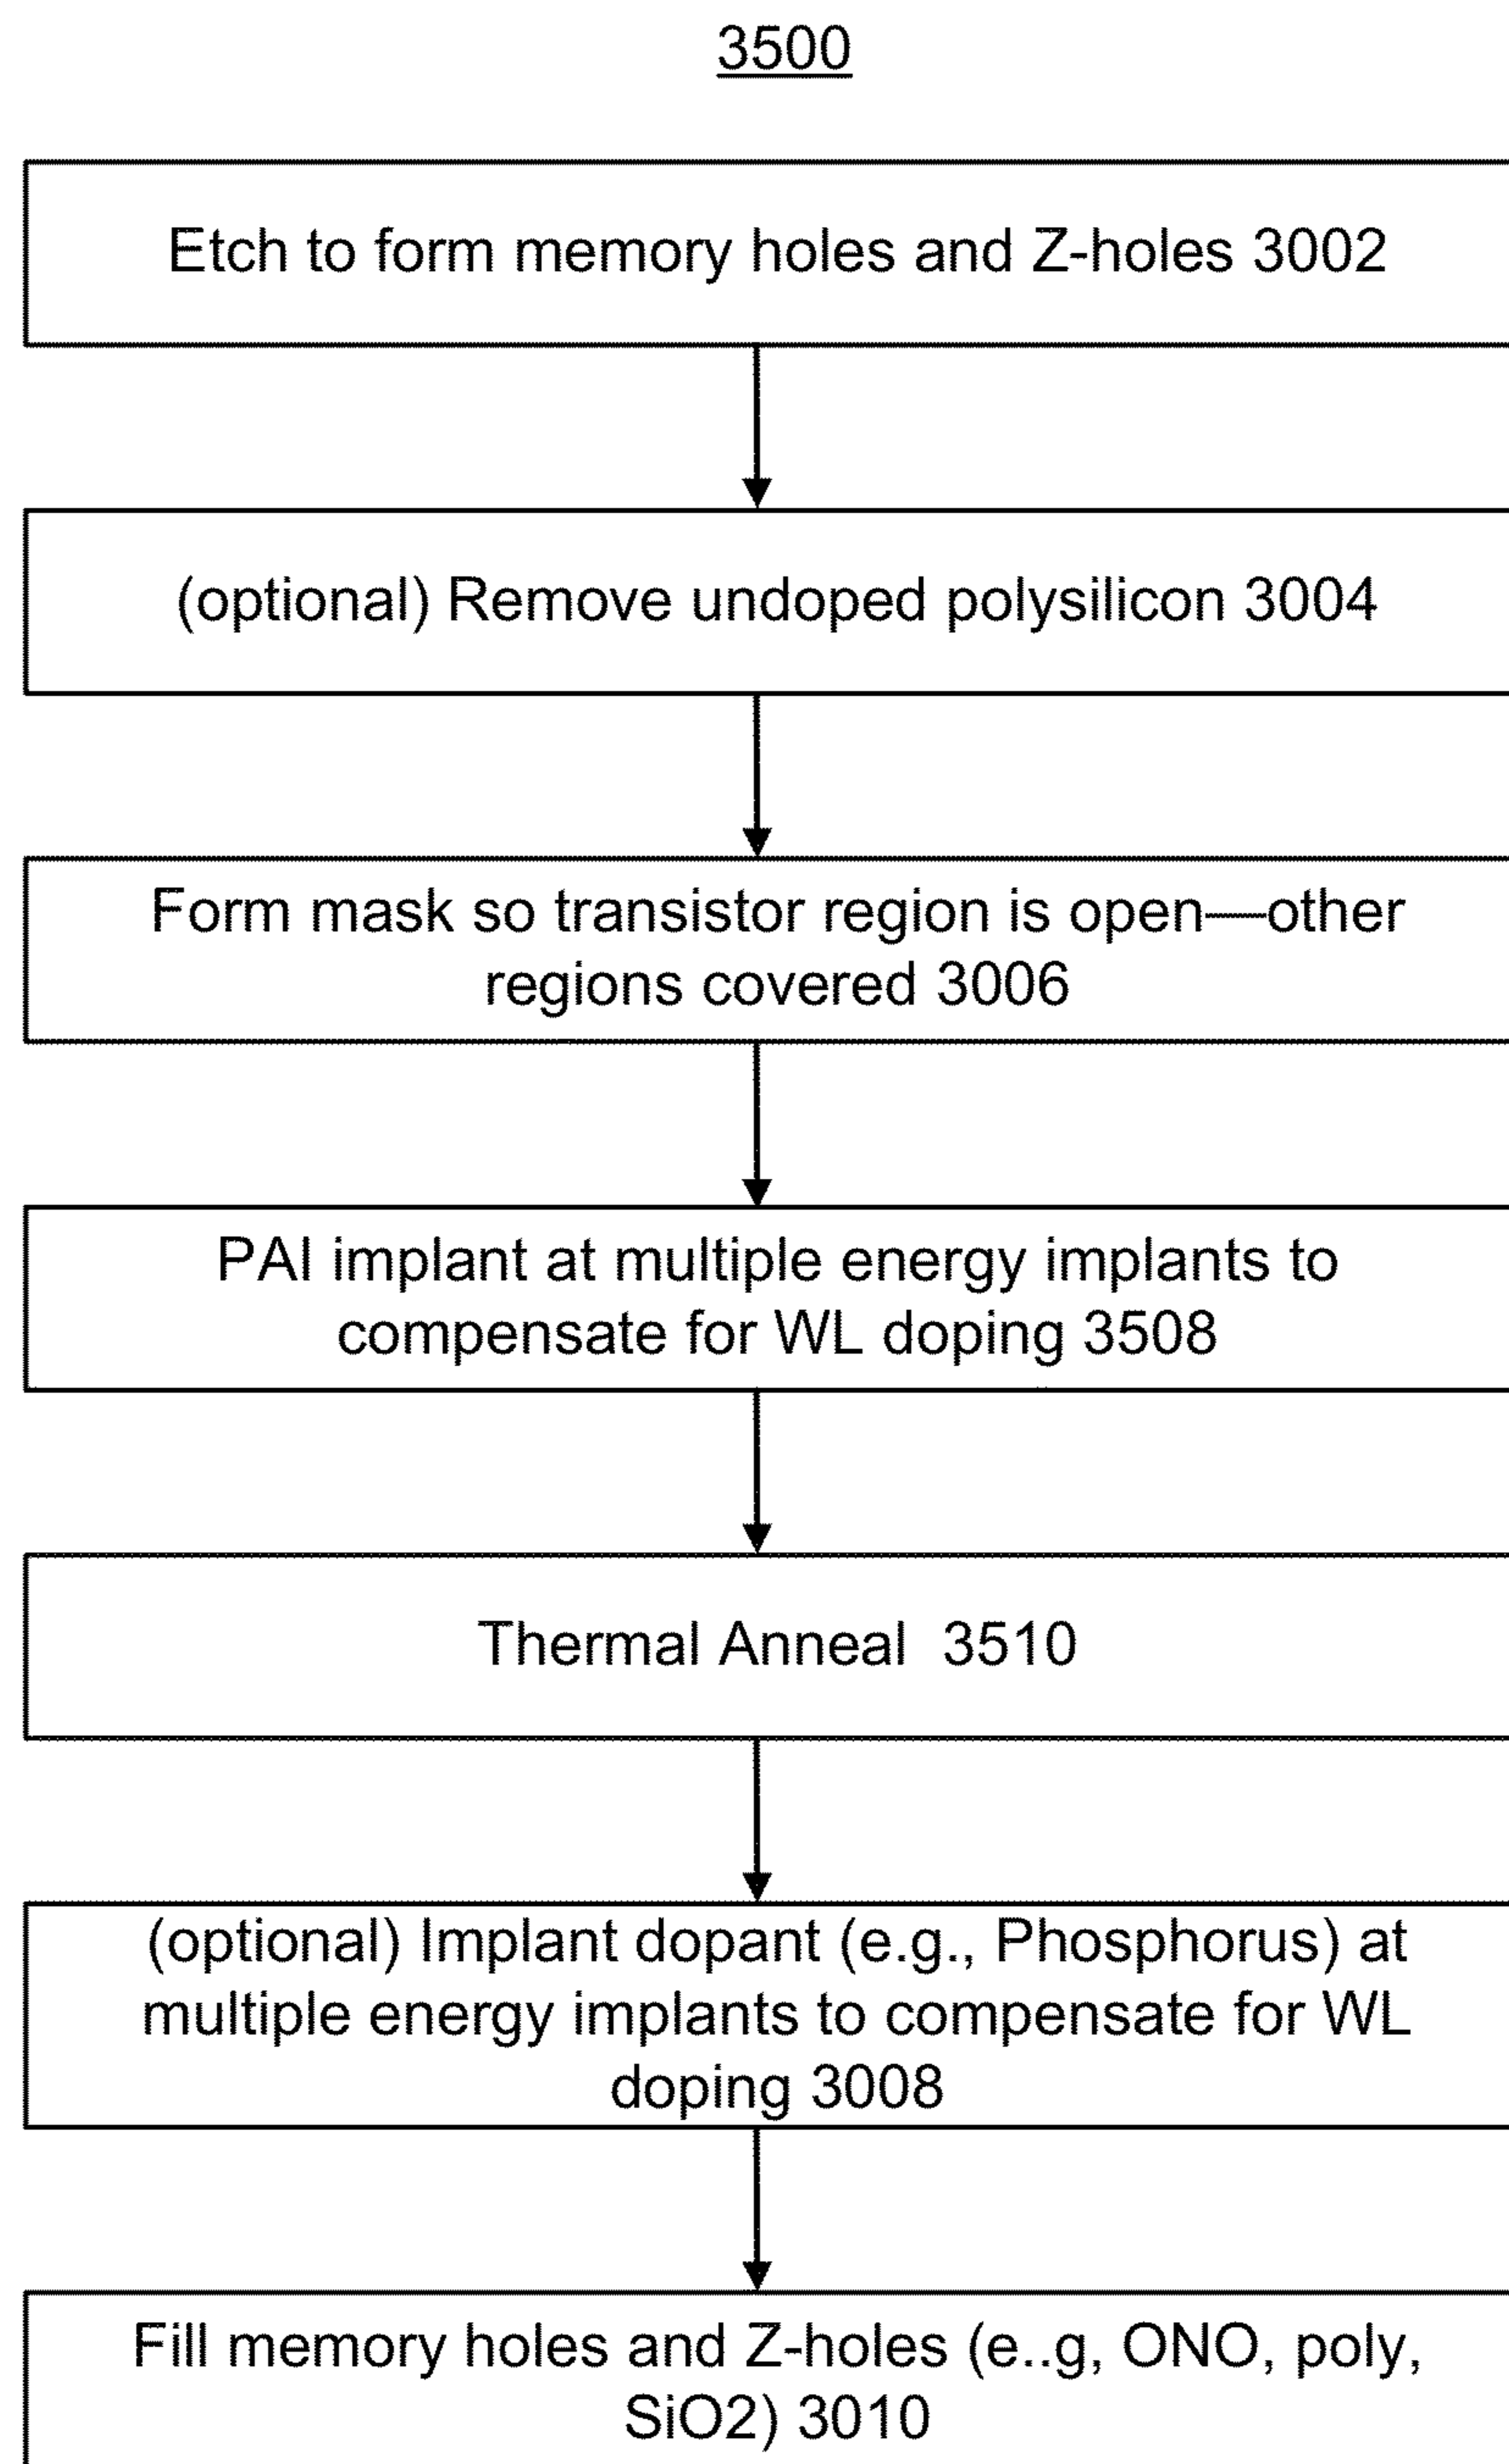 3500
Etch to form memory holes and Z-holes 3002
(optional) Remove undoped polysilicon 3004
Form mask so transistor region is open—other
regions covered 3006
PAI implant at multiple energy implants to
compensate for WL doping 3508
Thermal Anneal 3510
(optional) Implant dopant (e.g., Phosphorus) at
multiple energy implants to compensate for WL
doping 3008
Fill memory holes and Z-holes (e..g, ONO, poly,
SiO2) 3010